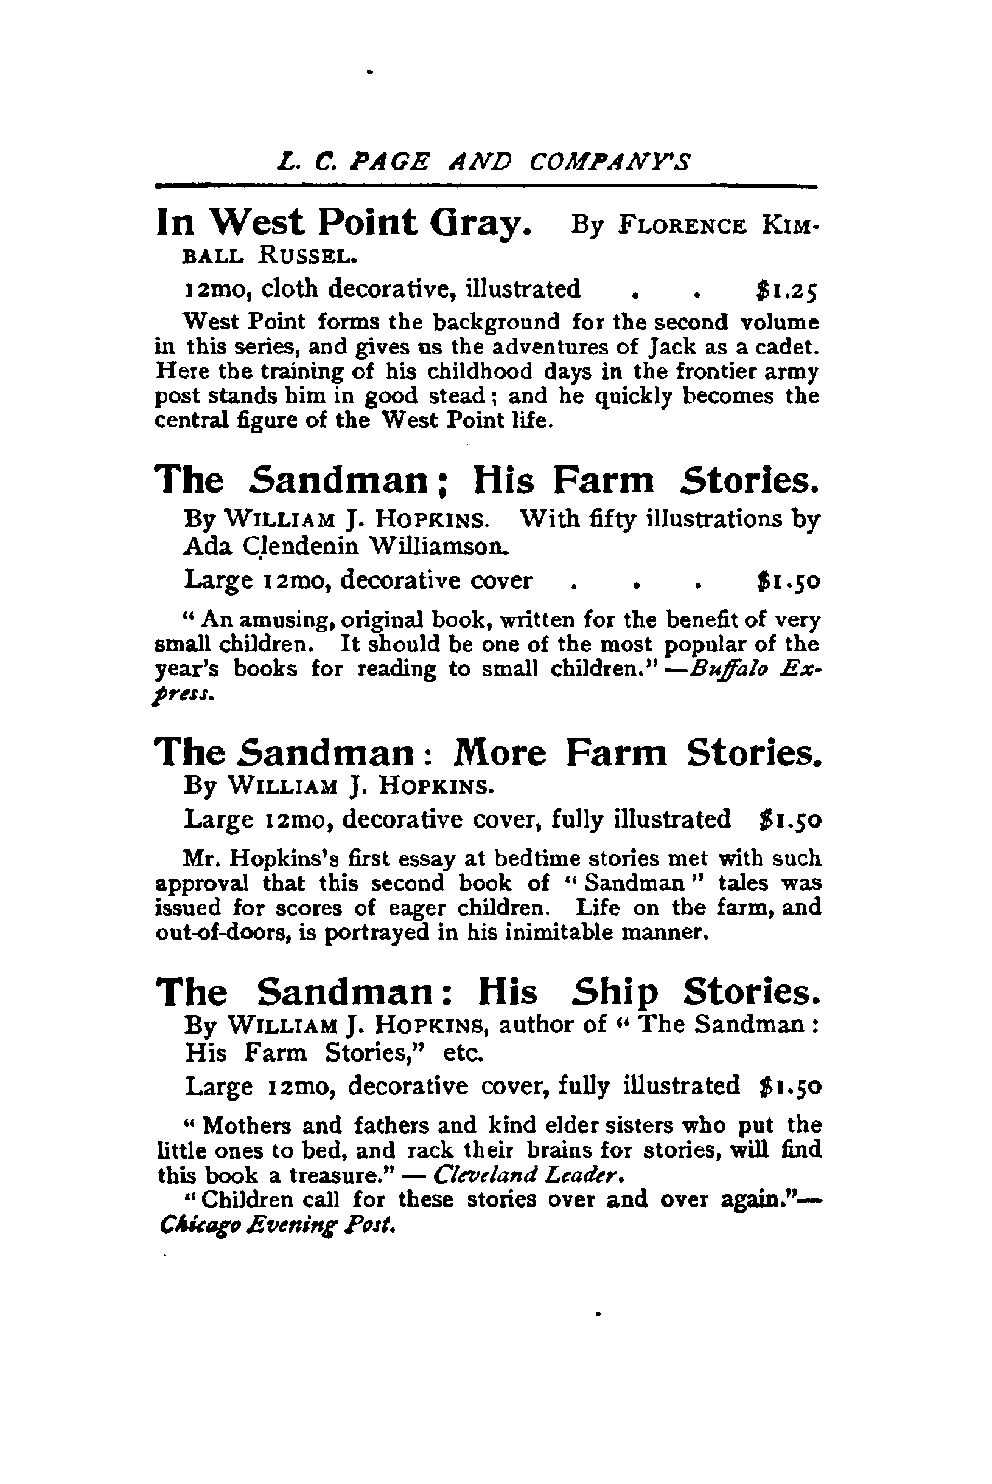 L. C. PAGE AND COMPANY'S
In West Point Gray. By FLORENCE KIM-
BALL RUSSEL.
12mo, cloth decorative, illustrated . . $1.25
West Point forms the background for the second volume
in this series, and gives us the adventures of Jack as a cadet.
Here the training of his childhood days in the frontier army
post stands him in good stead; and he quickly becomes the
central figure of the West Point life.
The Sandman; His Farm Stories.
By WILLIAM J. HOPKINS. With fifty illustrations by
Ada Clendenin Williamson.
Large 12mo, decorative cover . . . $1.50
"An amusing, original book, written for the benefit of very
small children. It should be one of the most popular of the
year's books for reading to small children."—Buffalo Ex-
press.
The Sandman: More Farm Stories.
By WILLIAM J. HOPKINS.
Large 12mo, decorative cover, fully illustrated $1.50
Mr. Hopkins's first essay at bedtime stories met with such
approval that this second book of "Sandman" tales was
issued for scores of eager children. Life on the farm, and
out-of-doors, is portrayed in his inimitable manner.
The Sandman: His Ship Stories.
By WILLIAM J. HOPKINS, author of "The Sandman:
His Farm Stories," etc.
Large 12mo, decorative cover, fully illustrated $1.50
"Mothers and fathers and kind elder sisters who put the
little ones to bed, and rack their brains for stories, will find
this book a treasure." — Cleveland Leader.
"Children call for these stories over and over again."—
Chicago Evening Post.